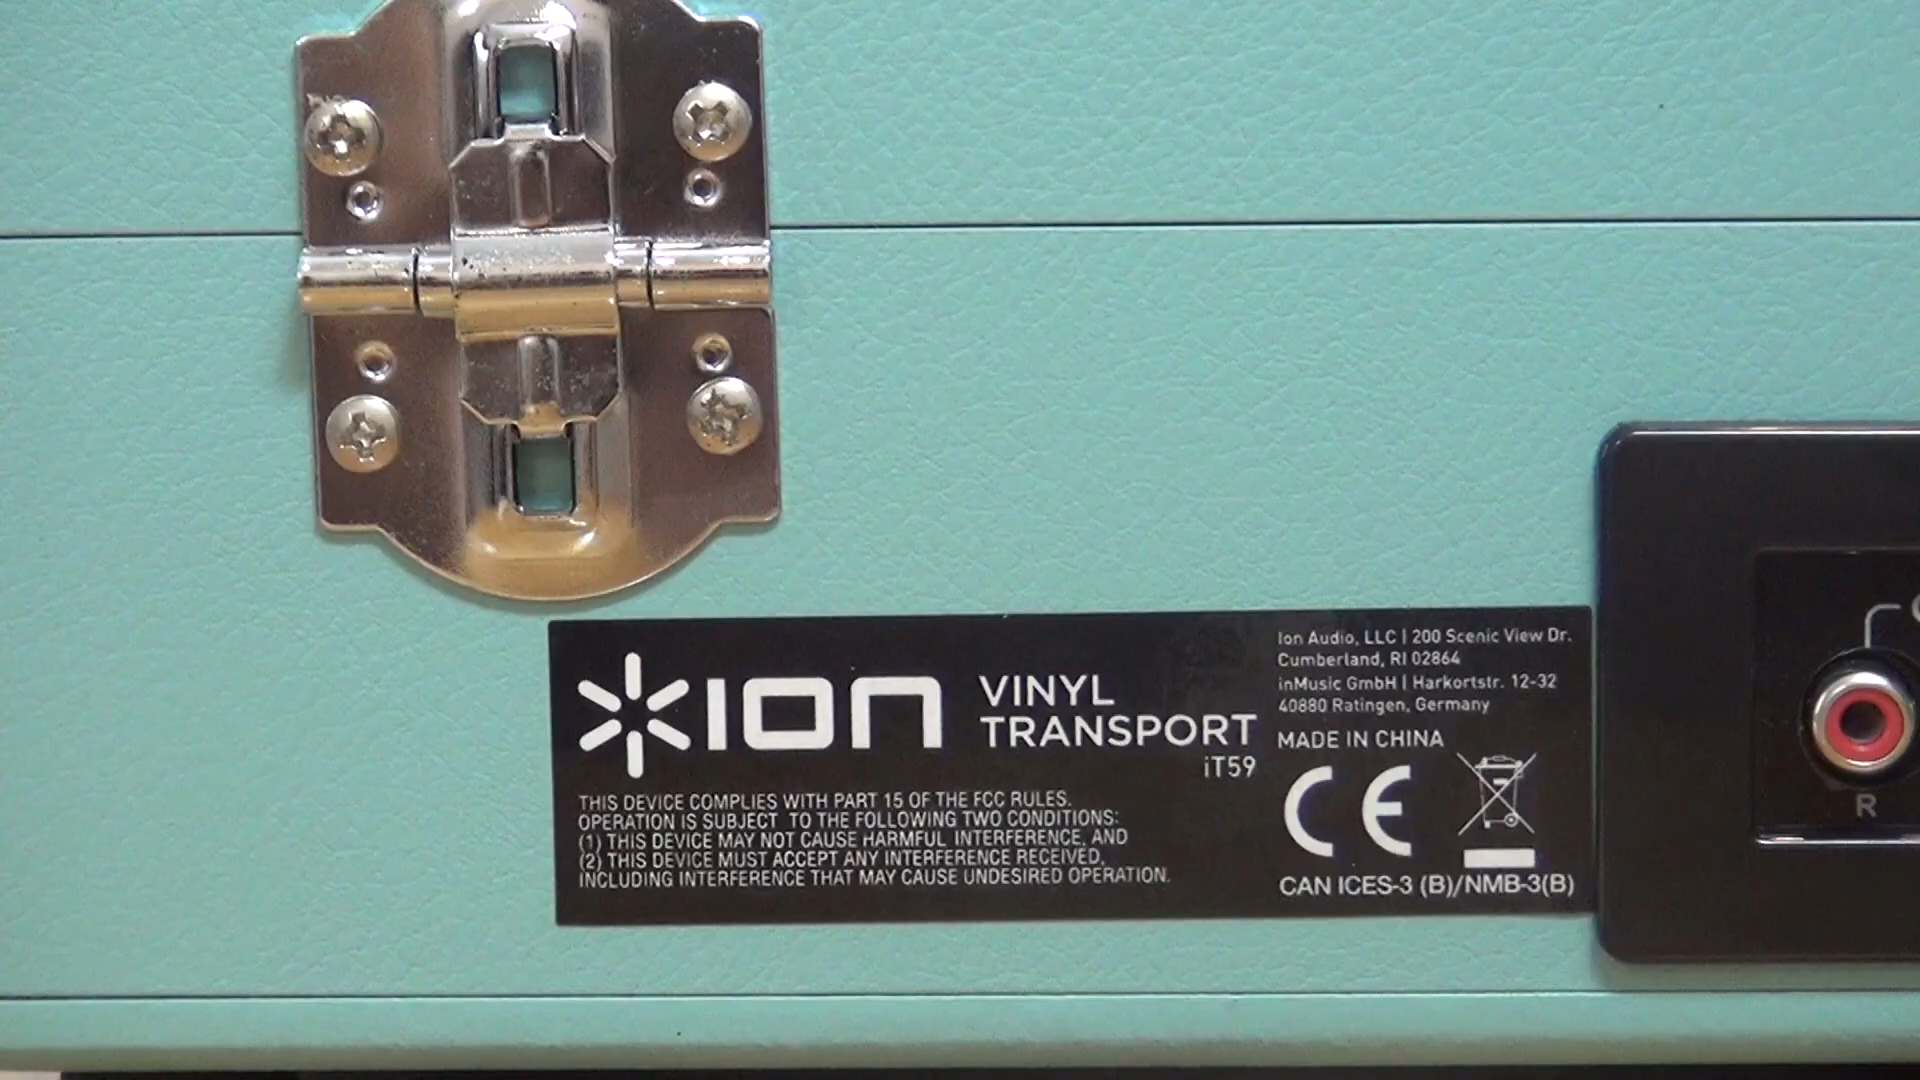 ION
VINYL
TRANSPORT
iT59
THIS DEVICE COMPLIES WITH PART 15 OF THE FCC RULES.
OPERATION IS SUBJECT TO THE FOLLOWING TWO CONDITIONS:
(1) THIS DEVICE MAY NOT CAUSE HARMFUL INTERFERENCE, AND
(2) THIS DEVICE MUST ACCEPT ANY INTERFERENCE RECEIVED,
INCLUDING INTERFERENCE THAT MAY CAUSE UNDESIRED OPERATION.
Ion Audio, LLC | 200 Scenic View Dr.
Cumberland, RI 02864
inMusic GmbH | Harkortstr. 12-32
40880 Ratingen, Germany
MADE IN CHINA
CE
CAN ICES-3 (B)/NMB-3(B)
R